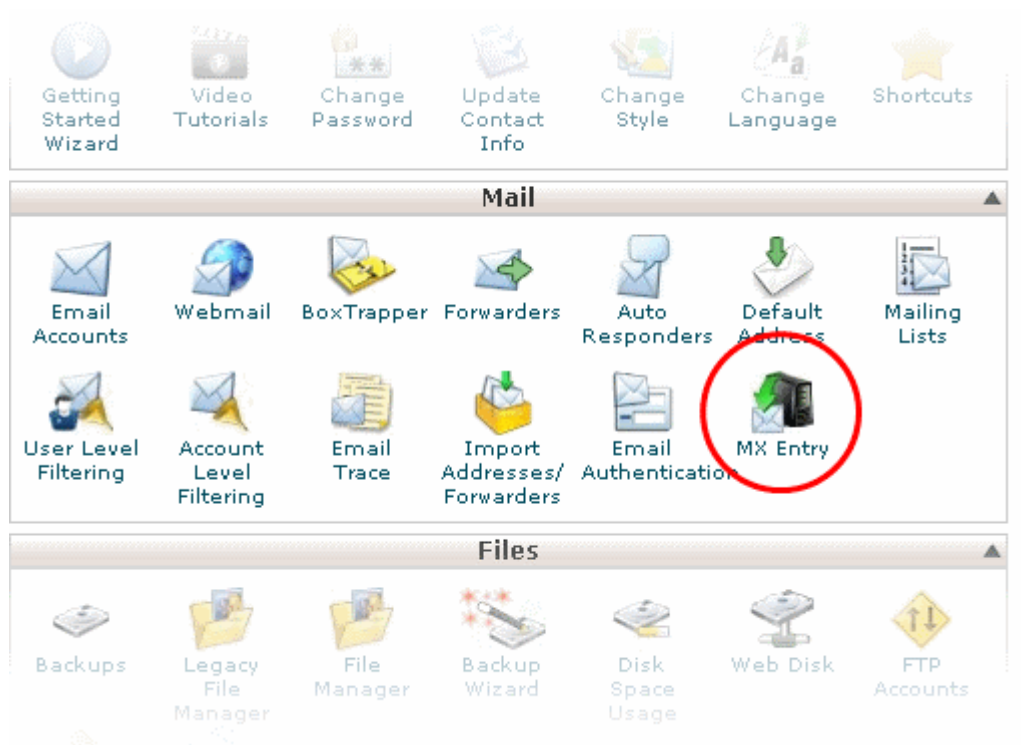 Getting Started Wizard
Video Tutorials
Change Password
Update Contact Info
Change Style
Change Language
Shortcuts
Mail
Email Accounts
Webmail
BoxTrapper
Forwarders
Auto Responders
Default Address
Mailing Lists
User Level Filtering
Account Level Filtering
Email Trace
Import Addresses/ Forwarders
Email Authentication
MX Entry
Files
Backups
Legacy File Manager
File Manager
Backup Wizard
Disk Space Usage
Web Disk
FTP Accounts